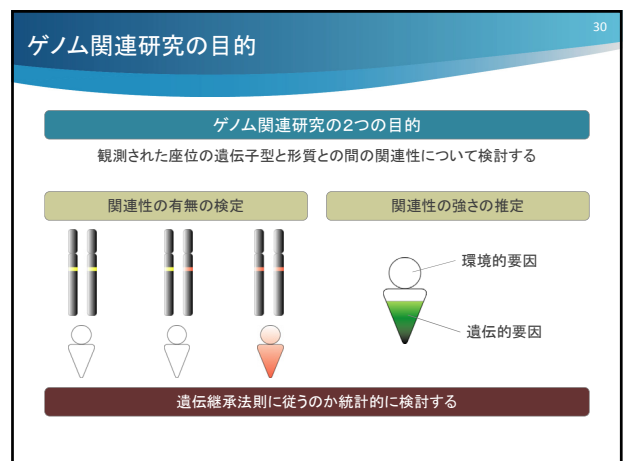 30
ゲノム関連研究の目的
ゲノム関連研究の2つの目的
観測された座位の遺伝子型と形質との間の関連性について検討する
関連性の有無の検定
関連性の強さの推定
環境的要因
遺伝的要因
遺伝継承法則に従うのか統計的に検討する